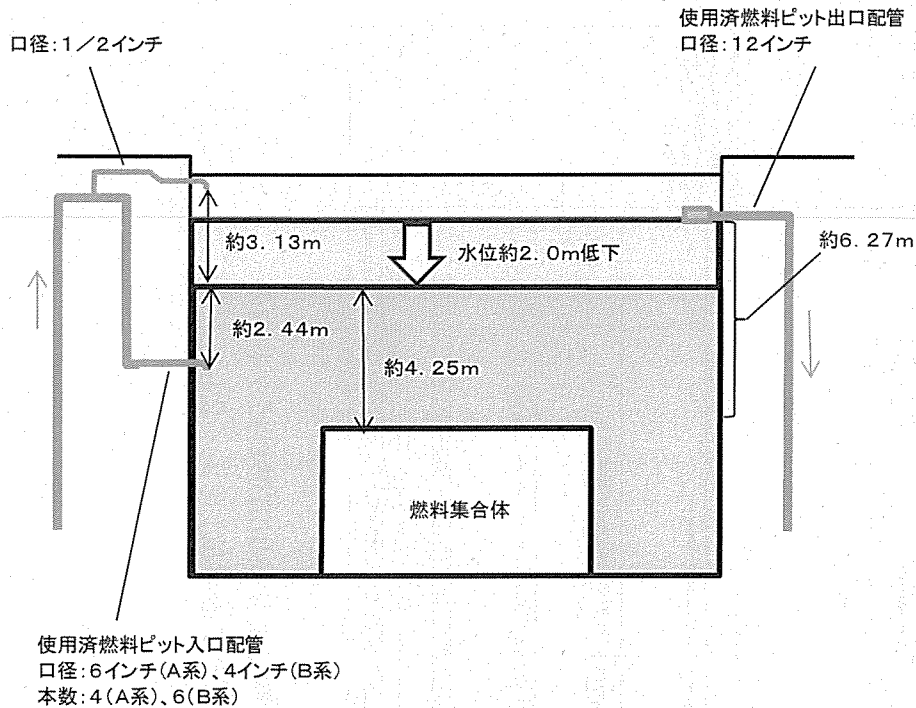 使用済燃料ピット出口配管
口径:12インチ
口径:1/2インチ
約3.13m
水位約2.0m低下
約6.27m
約2.44m
約4.25m
燃料集合体
使用済燃料ピット入口配管
口径:6インチ(A系)、4インチ(B系)
本数:4(A系)、6(B系)